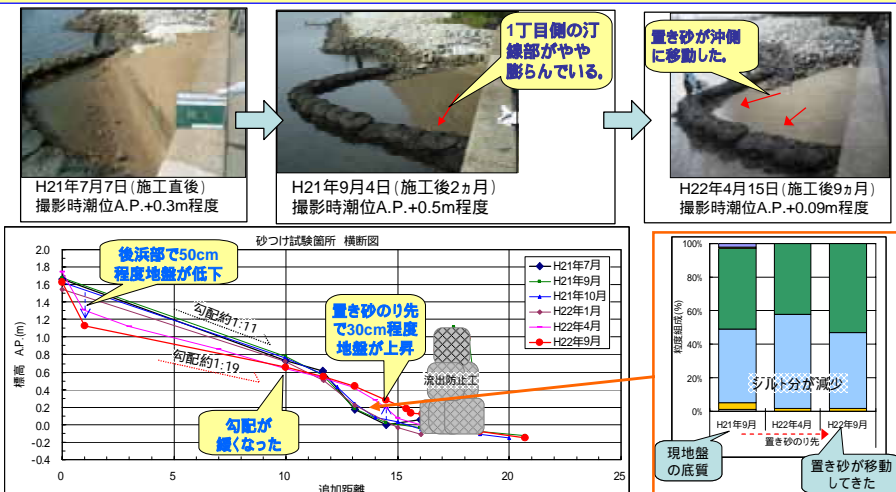 1丁目側の汀
線部がやや
膨らんでいる。
置き砂が沖側
に移動した。
H21年7月7日(施工直後)
撮影時潮位A.P.+0.3m程度
H21年9月4日(施工後2ヵ月)
撮影時潮位A.P.+0.5m程度
H22年4月15日(施工後9ヵ月)
撮影時潮位A.P.+0.09m程度
砂つけ試験箇所 横断図
標高 A.P.(m)
2.0
1.8
1.6
1.4
1.2
1.0
0.8
0.6
0.4
0.2
0.0
-0.2
-0.4
0
5
10
15
20
25
追加距離
後浜部で50cm
程度地盤が低下
勾配約1:11
勾配約1:19
勾配が
緩くなった
置き砂のり先
で30cm程度
地盤が上昇
流出防止工
H21年7月
H21年9月
H21年10月
H22年1月
H22年4月
H22年9月
粒度組成(%)
100%
80%
60%
40%
20%
0%
シルト分が減少
H21年9月
H22年4月
H22年9月
置き砂のり先
現地盤
の底質
置き砂が移動
してきた